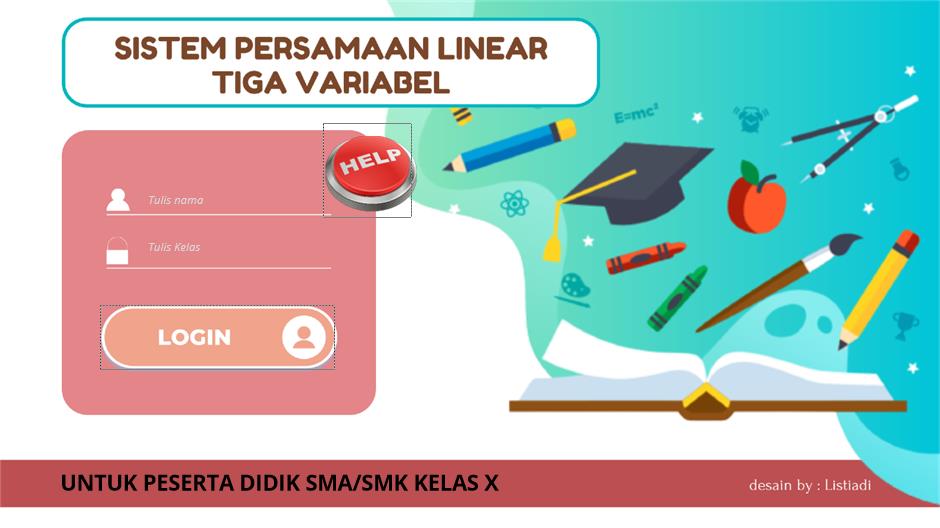 SISTEM PERSAMAAN LINEAR
TIGA VARIABEL
HELP
Tulis nama
Tulis Kelas
LOGIN
E=mc²
UNTUK PESERTA DIDIK SMA/SMK KELAS X
desain by : Listiadi